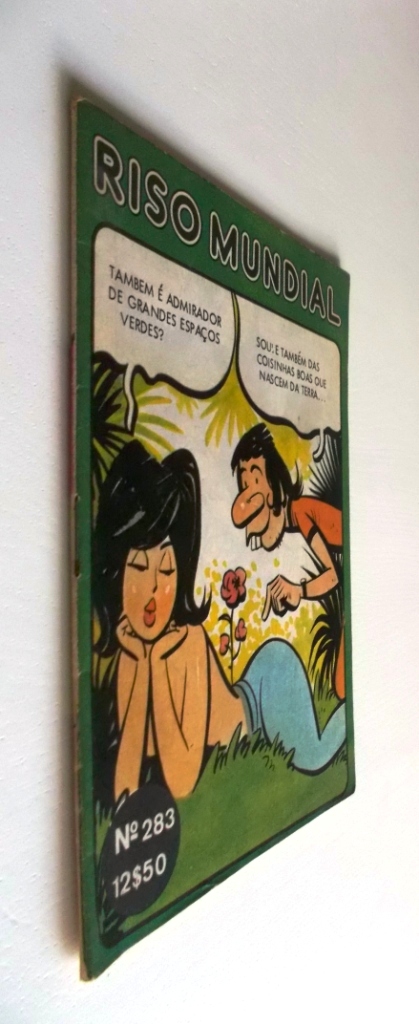 RISO MUNDIAL
TAMBEM É ADMIRADOR
DE GRANDES ESPAÇOS
VERDES?
SOU! E TAMBÉM DAS
COISINHAS BOAS QUE
NASCEM DA TERRA...
Nº 283
12$50